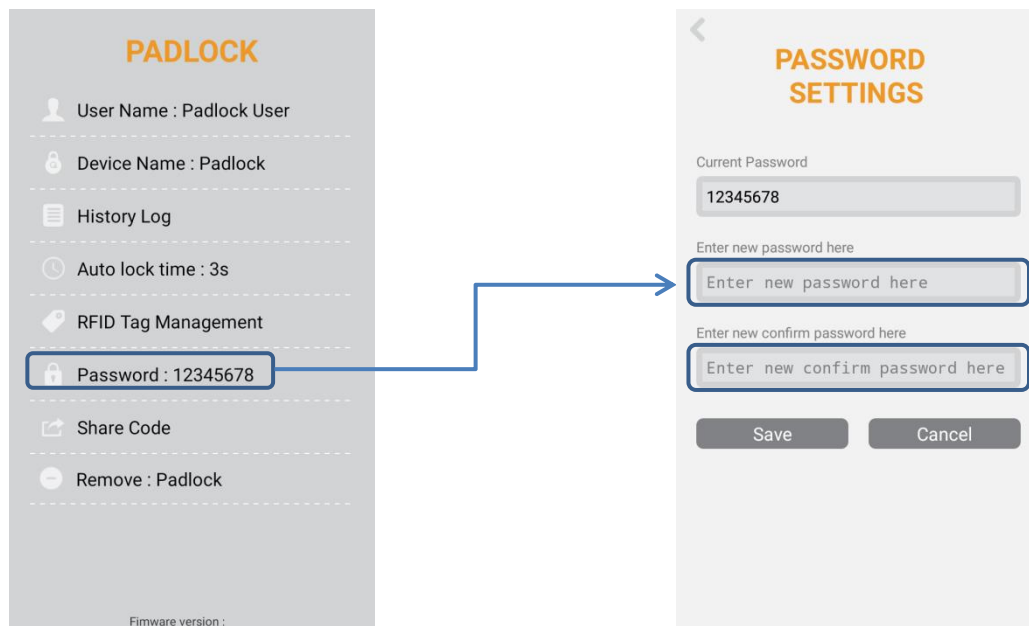 PADLOCK
User Name : Padlock User
Device Name : Padlock
History Log
Auto lock time : 3s
RFID Tag Management
Password : 12345678
Share Code
Remove : Padlock
Fimware version :
PASSWORD
SETTINGS
Current Password
12345678
Enter new password here
Enter new password here
Enter new confirm password here
Enter new confirm password here
Save
Cancel